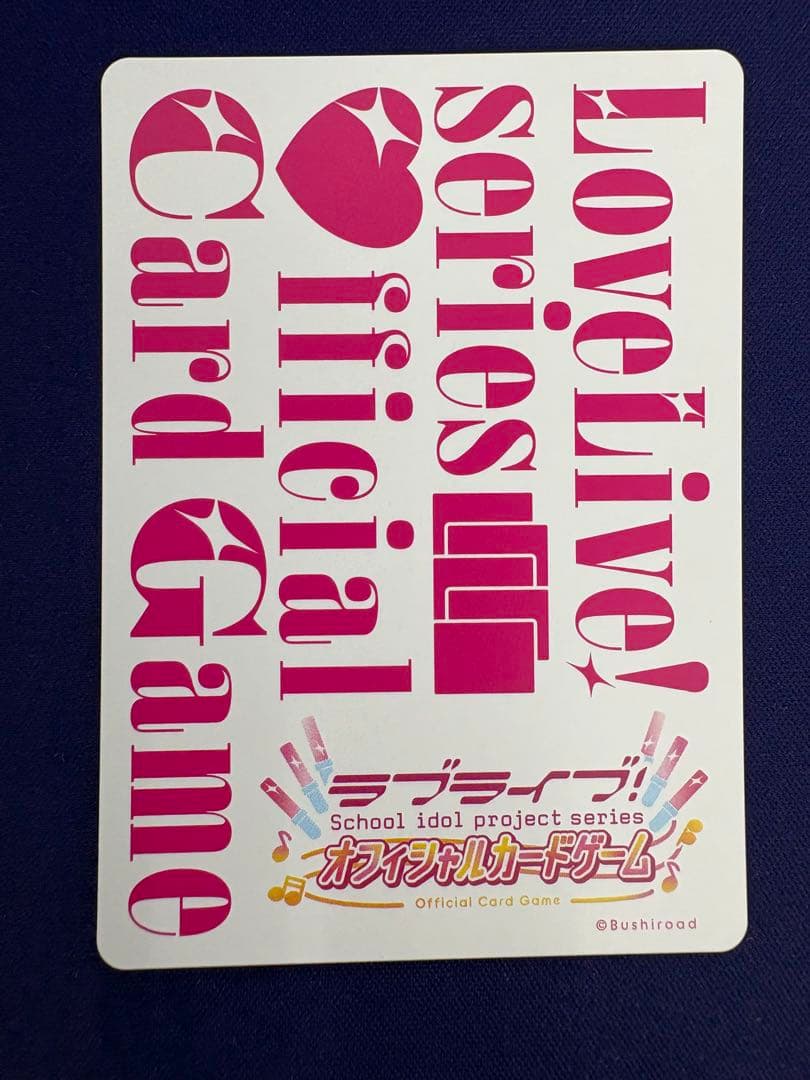 LoveLive!
series
Official
Card Game
ラブライブ!
School idol project series
オフィシャルカードゲーム
Official Card Game
©Bushiroad